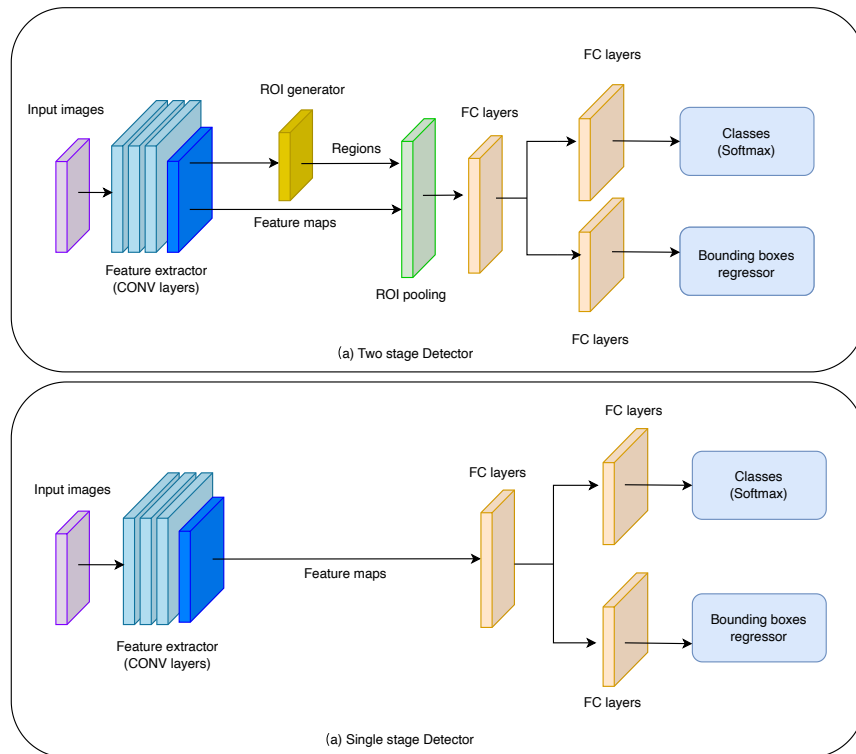 FC layers
ROI generator
Input images
FC layers
Classes
(Softmax)
Regions
Feature maps
Bounding boxes
regressor
Feature extractor
(CONV layers)
ROI pooling
FC layers
(a) Two stage Detector
FC layers
Input images
FC layers
Classes
(Softmax)
Feature maps
Bounding boxes
regressor
Feature extractor
(CONV layers)
FC layers
(a) Single stage Detector